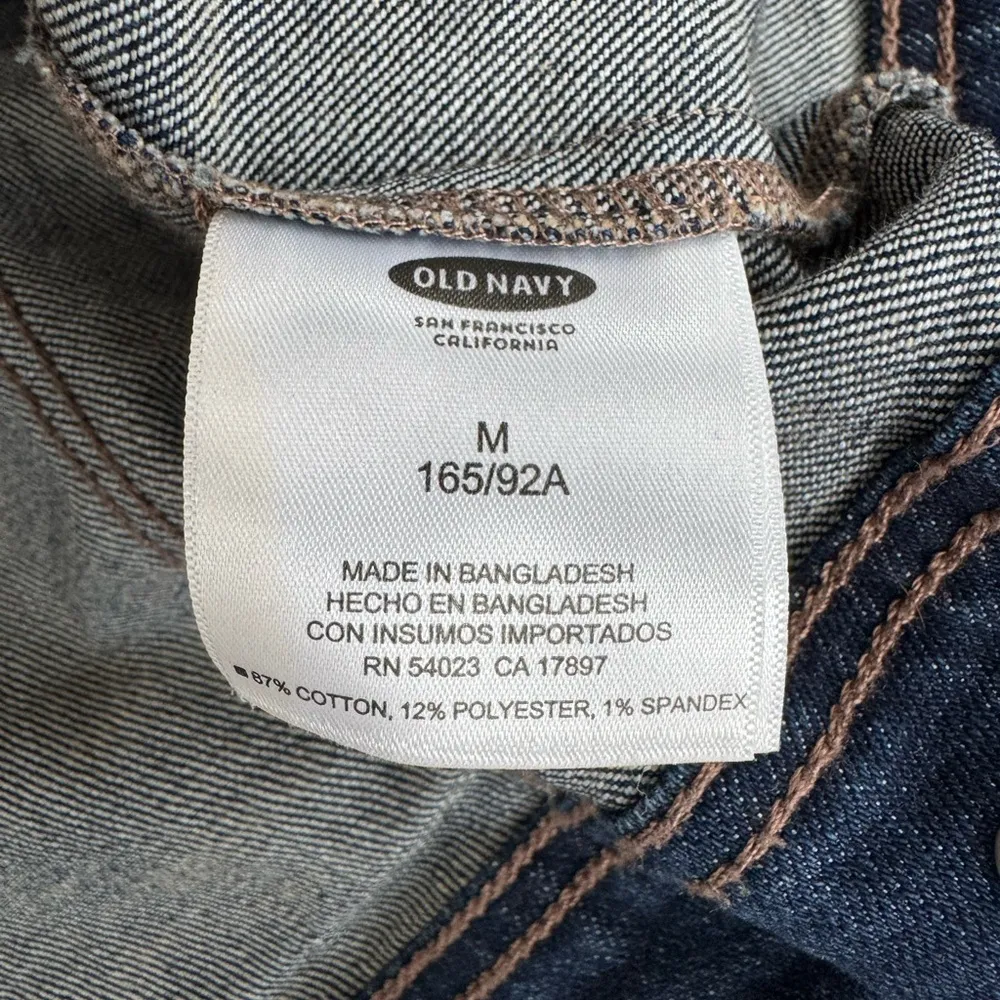 OLD NAVY
SAN FRANCISCO
CALIFORNIA
M
165/92A
MADE IN BANGLADESH
HECHO EN BANGLADESH
CON INSUMOS IMPORTADOS
RN 54023 CA 17897
87% COTTON, 12% POLYESTER, 1% SPANDEX